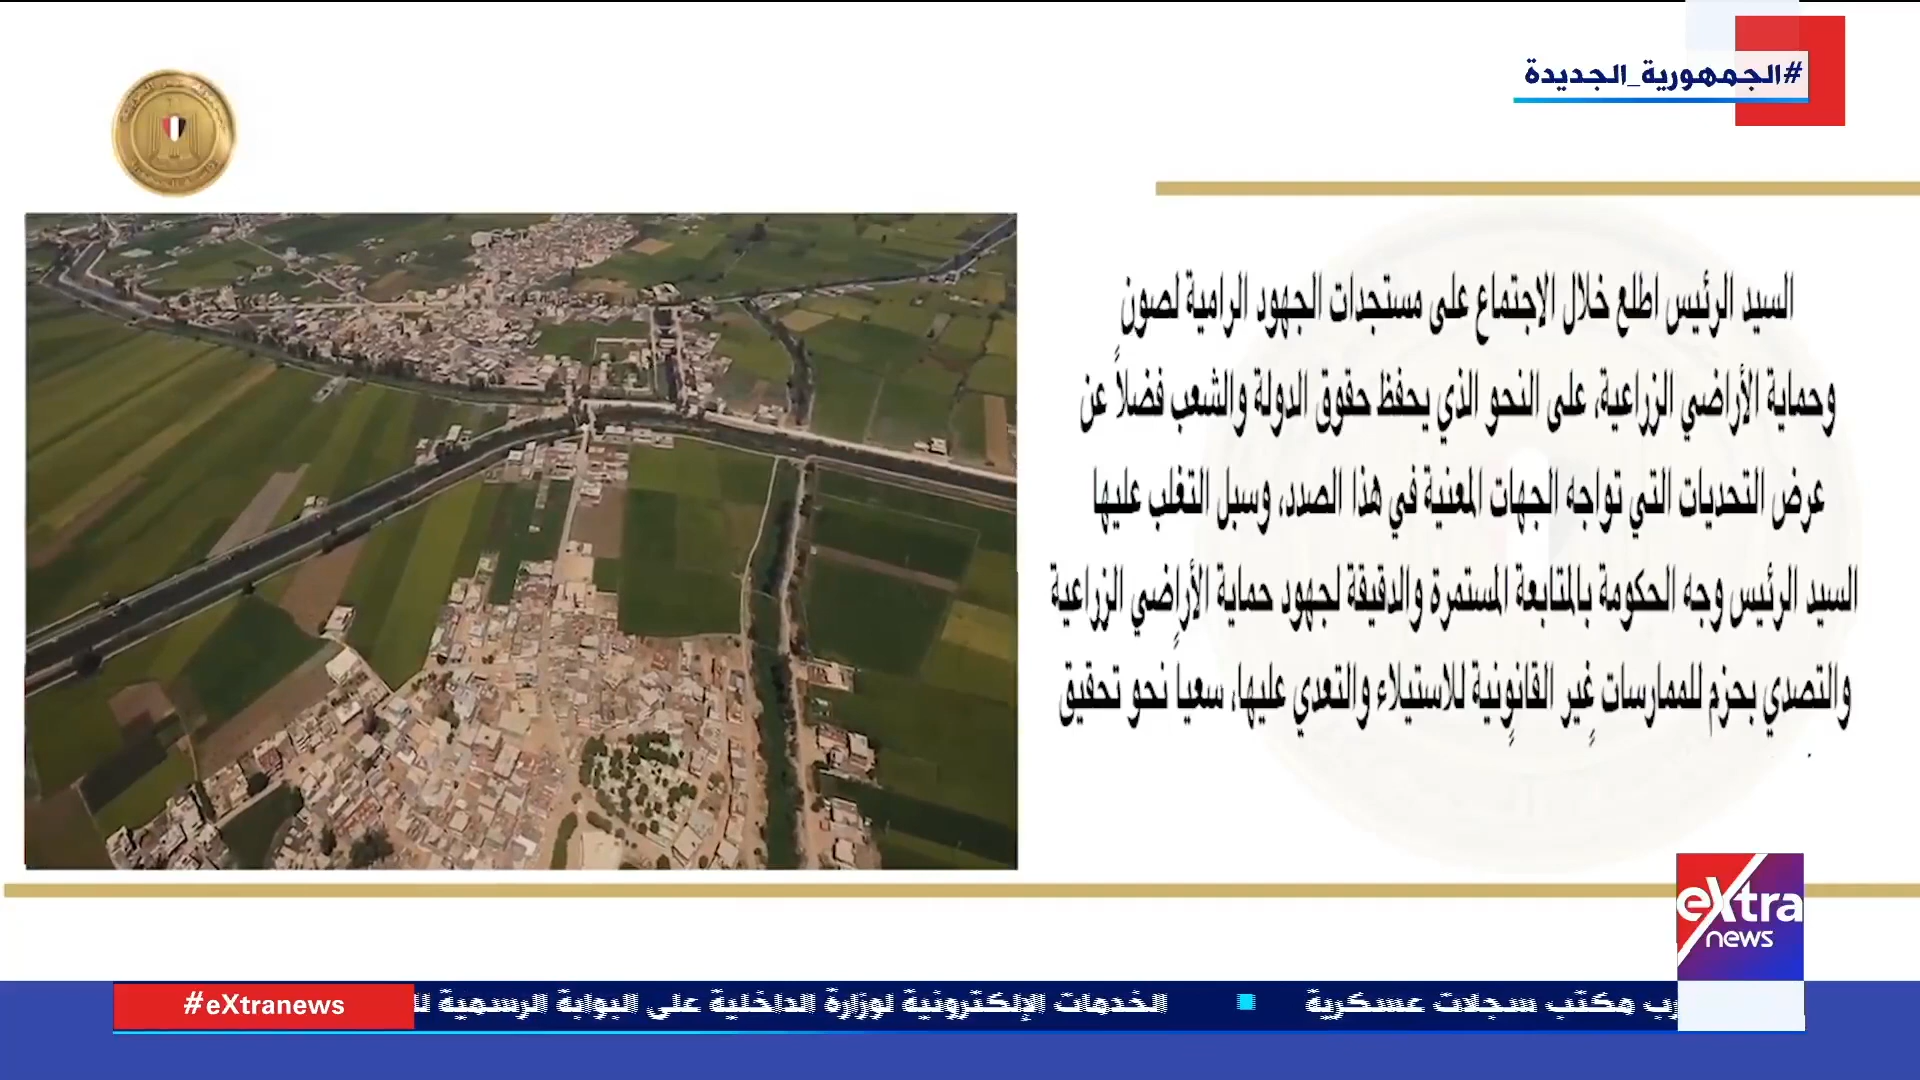 #الجمهورية_الجديدة
السيد الرئيس اطلع خلال الإجتماع على مستجدات الجهود الرامية لصون
وحماية الأراضي الزراعية، على النحو الذي يحفظ حقوق الدولة والشعب فضلاً عن
عرض التحديات التي تواجه الجهات المعنية في هذا الصدد، وسبل التغلب عليها
السيد الرئيس وجه الحكومة بالمتابعة المستمرة والدقيقة لجهود حماية الأراضي الزراعية
والتصدي بحزم للممارسات غير القانونية للاستيلاء والتعدي عليها، سعياً نحو تحقيق
eXtra
news
مكتب سجلات عسكرية
الخدمات الإلكترونية لوزارة الداخلية على البوابة الرسمية
#eXtranews